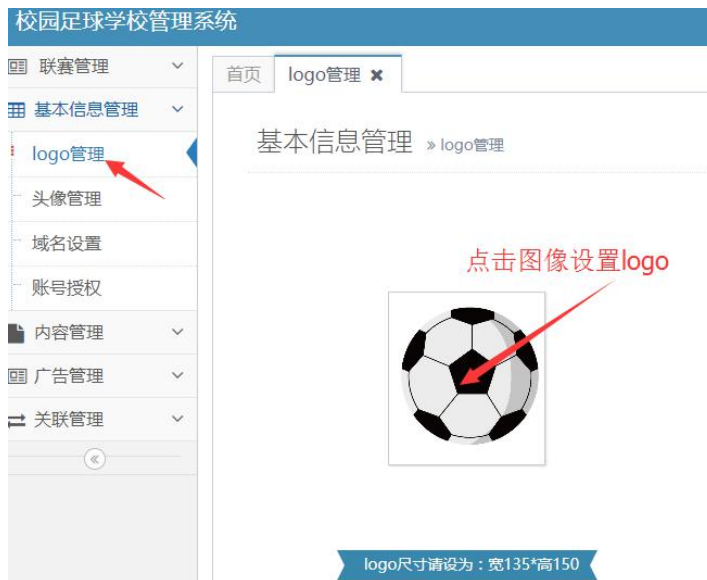 校园足球学校管理系统
联赛管理
基本信息管理
logo管理
头像管理
域名设置
账号授权
内容管理
广告管理
关联管理
首页 logo管理 ✖
基本信息管理 » logo管理
点击图像设置logo
logo尺寸请设为：宽135*高150